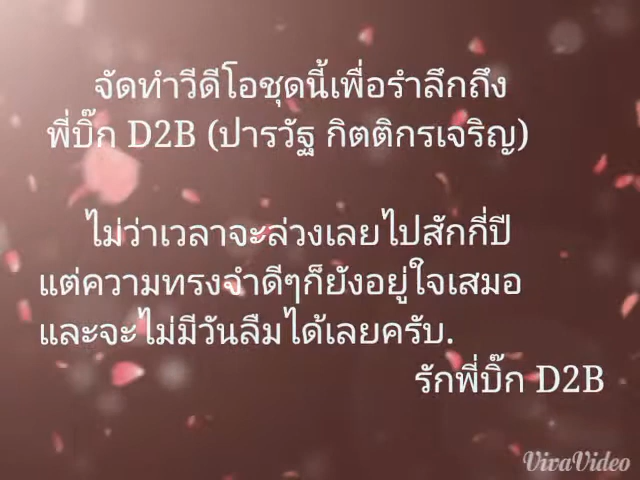 จัดทำวีดีโอชุดนี้เพื่อรำลึกถึง
พี่บิ๊ก D2B (ปารวัฐ กิตติกรเจริญ)
ไม่ว่าเวลาจะล่วงเลยไปสักกี่ปี
แต่ความทรงจำดีๆก็ยังอยู่ใจเสมอ
และจะไม่มีวันลืมได้เลยครับ.
รักพี่บิ๊ก D2B
VivaVideo